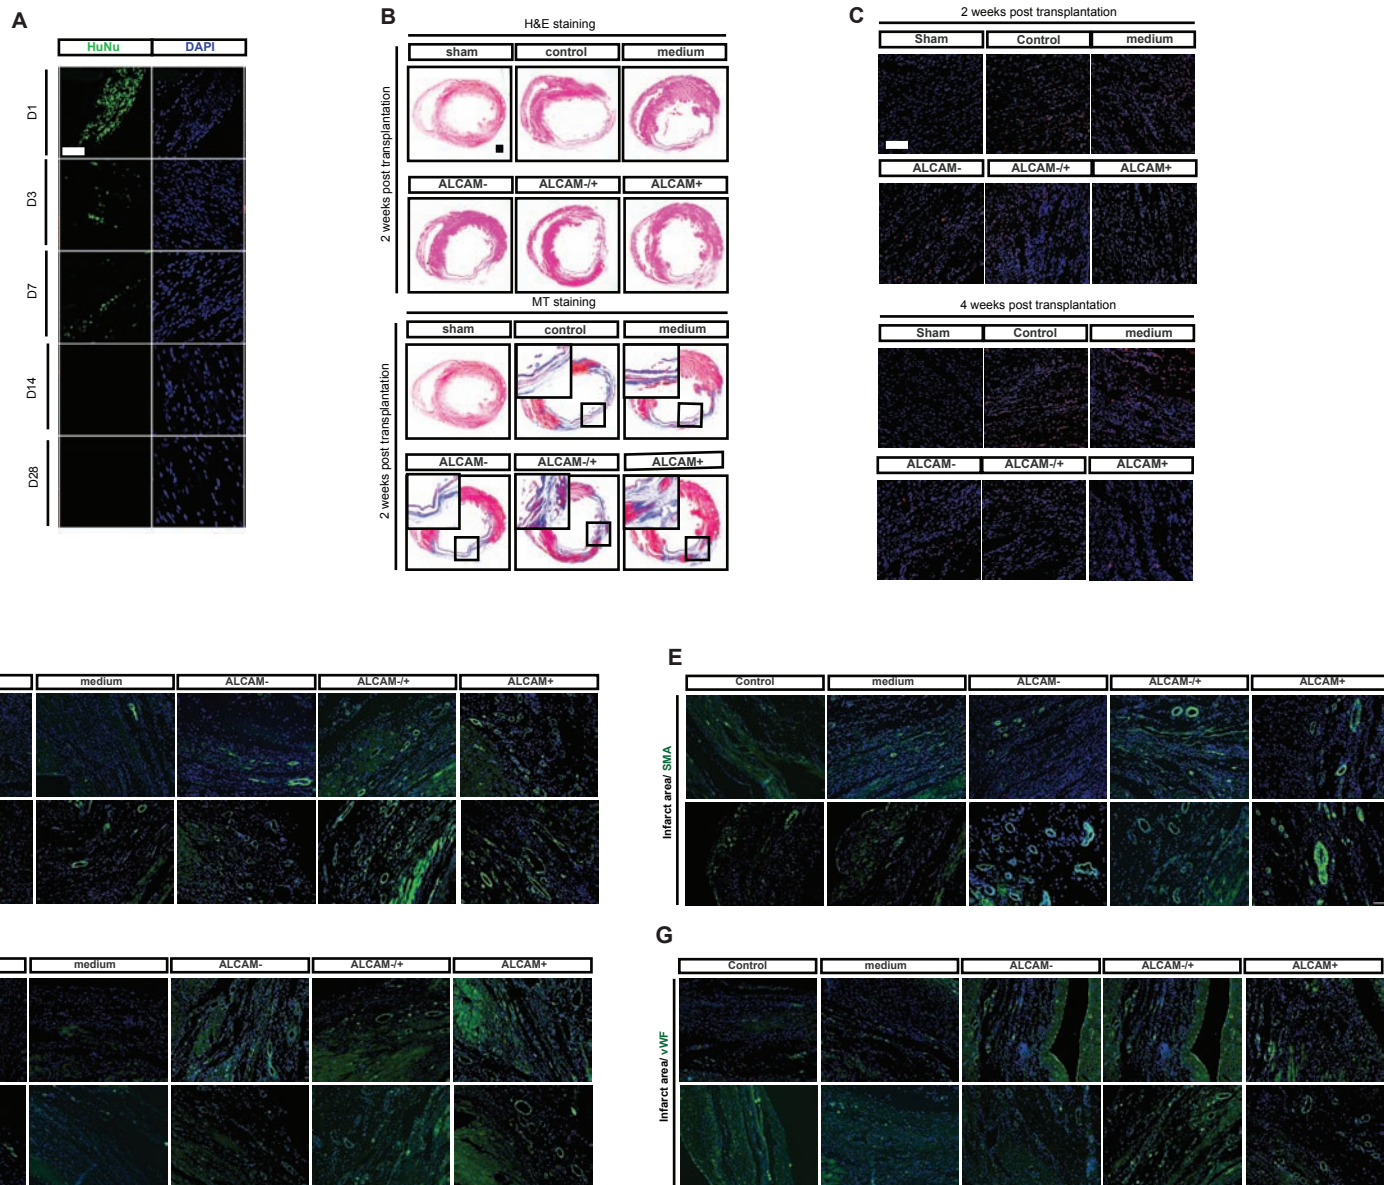 A
HuNu DAPI
D1
D3
D7
D14
D28
B
H&E staining
2 weeks post transplantation
sham control medium
ALCAM- ALCAM-/+ ALCAM+
MT staining
2 weeks post transplantation
sham control medium
ALCAM- ALCAM-/+ ALCAM+
C
2 weeks post transplantation
Sham Control medium
ALCAM- ALCAM-/+ ALCAM+
4 weeks post transplantation
Sham Control medium
ALCAM- ALCAM-/+ ALCAM+
medium ALCAM- ALCAM-/+ ALCAM+
E
Control medium ALCAM- ALCAM-/+ ALCAM+
Infarct area/ SMA
medium ALCAM- ALCAM-/+ ALCAM+
G
Control medium ALCAM- ALCAM-/+ ALCAM+
Infarct area/ vWF